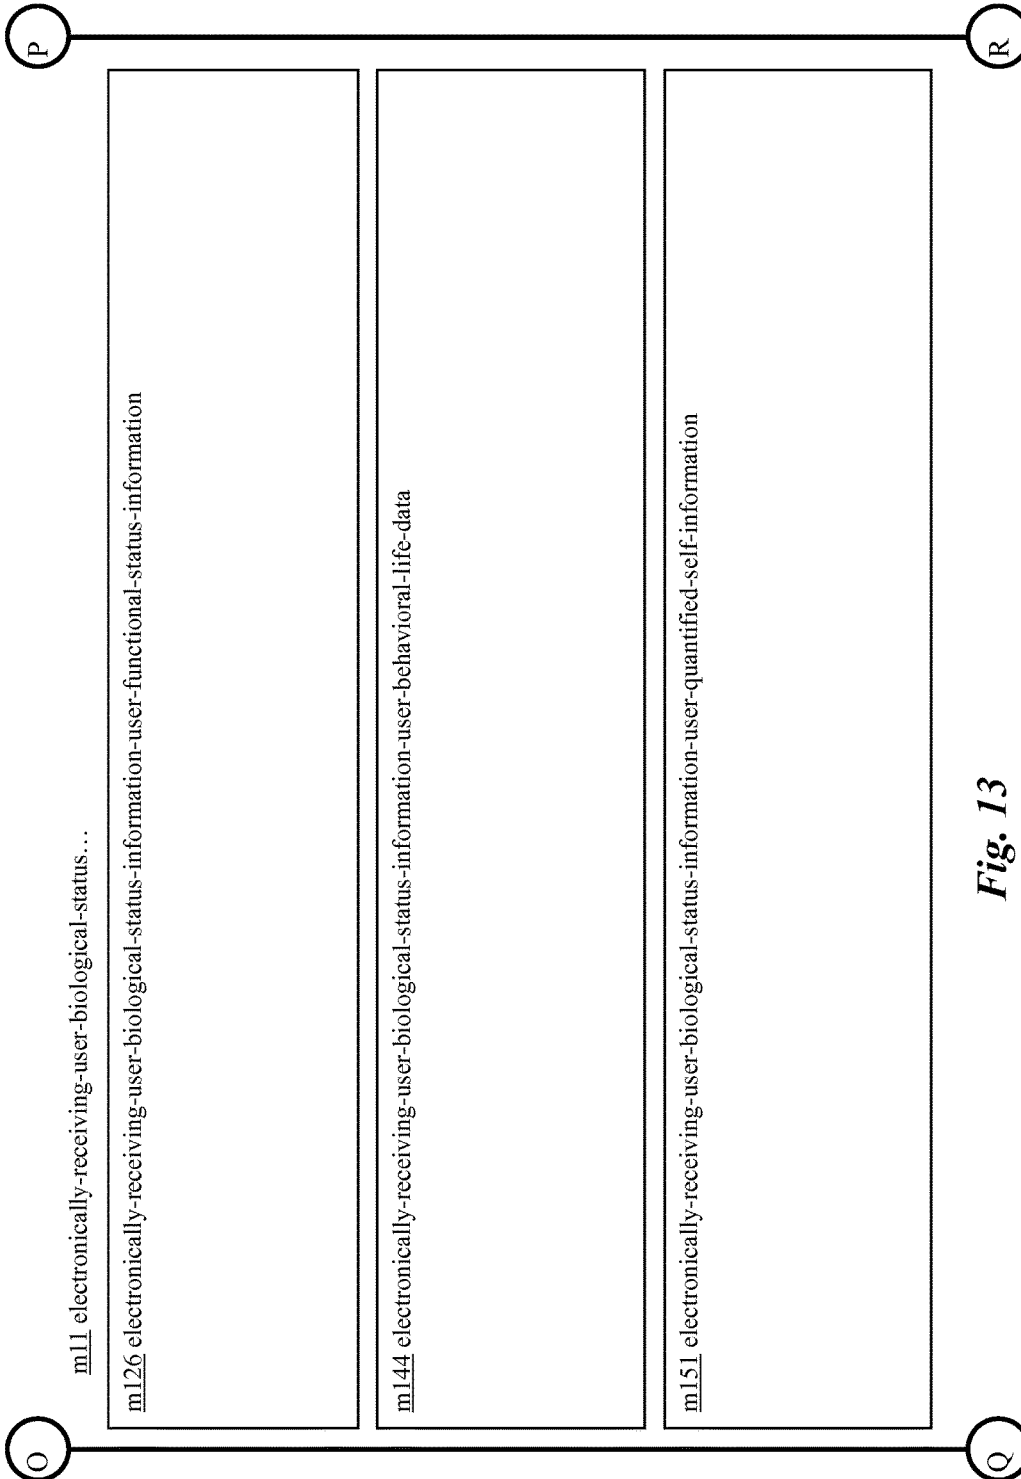 O
P
m11 electronically-receiving-user-biological-status…
m126 electronically-receiving-user-biological-status-information-user-functional-status-information
m144 electronically-receiving-user-biological-status-information-user-behavioral-life-data
m151 electronically-receiving-user-biological-status-information-user-quantified-self-information
Q
R
Fig. 13